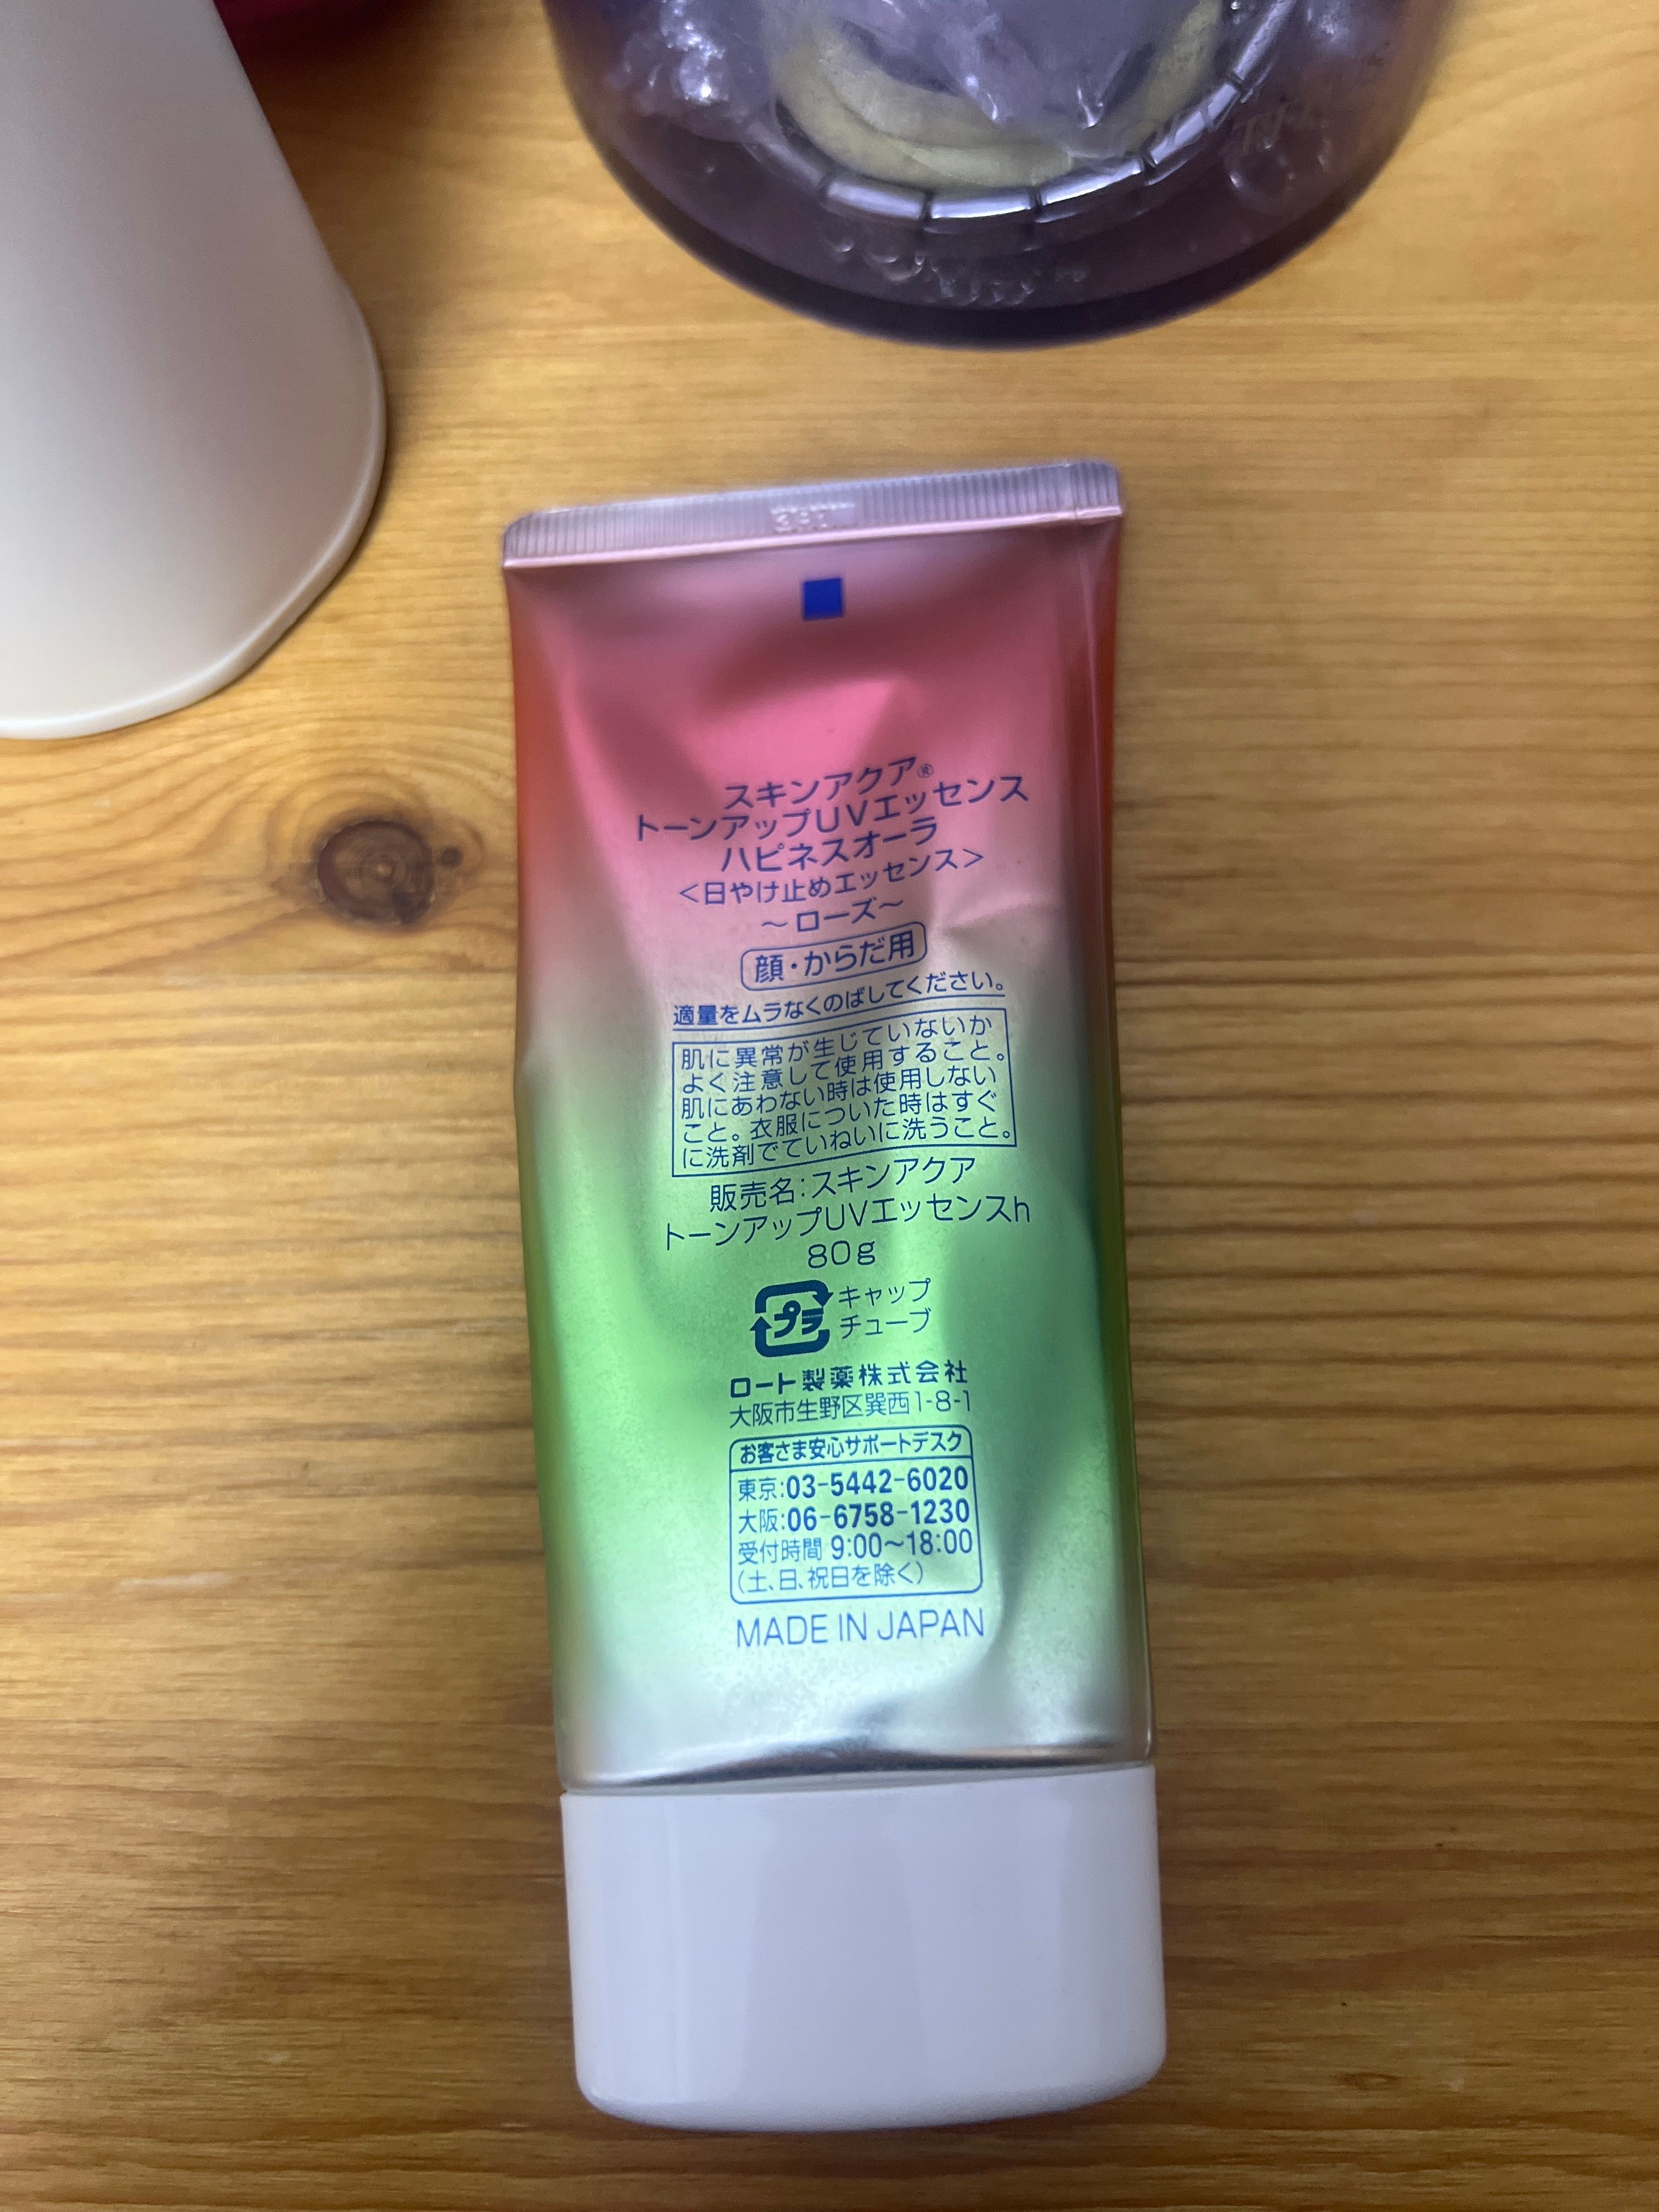 スキンアクア®
トーンアップUVエッセンス
ハピネスオーラ
<日やけ止めエッセンス>
～ローズ～
顔・からだ用
適量をムラなくのばしてください。
肌に異常が生じていないか
よく注意して使用すること。
肌にあわない時は使用しない
こと。衣服についた時はすぐ
に洗剤でていねいに洗うこと。
販売名:スキンアクア
トーンアップUVエッセンスh
80g
プラ キャップ
チューブ
ロート製薬株式会社
大阪市生野区巽西1-8-1
お客さま安心サポートデスク
東京:03-5442-6020
大阪:06-6758-1230
受付時間 9:00～18:00
(土、日、祝日を除く)
MADE IN JAPAN